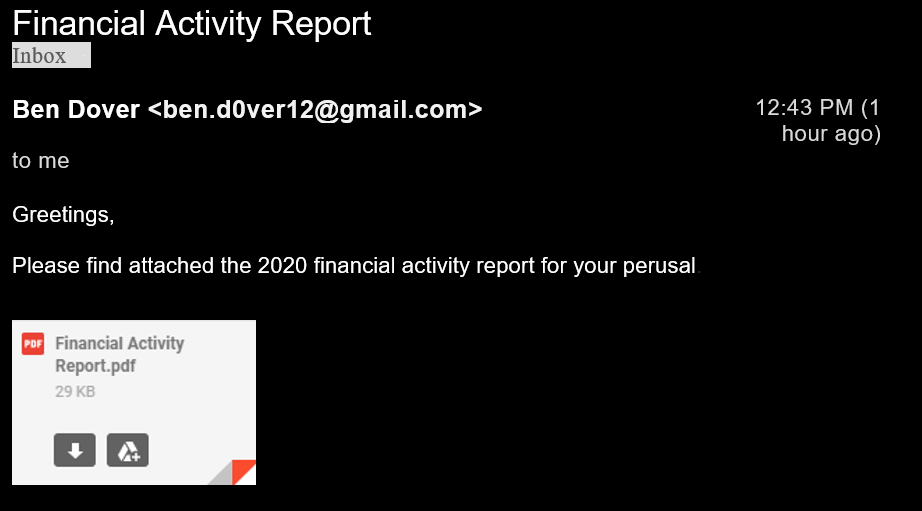 Financial Activity Report
Inbox
Ben Dover <ben.d0ver12@gmail.com>
12:43 PM (1
hour ago)
to me
Greetings,
Please find attached the 2020 financial activity report for your perusal
PDF
Financial Activity
Report.pdf
29 KB